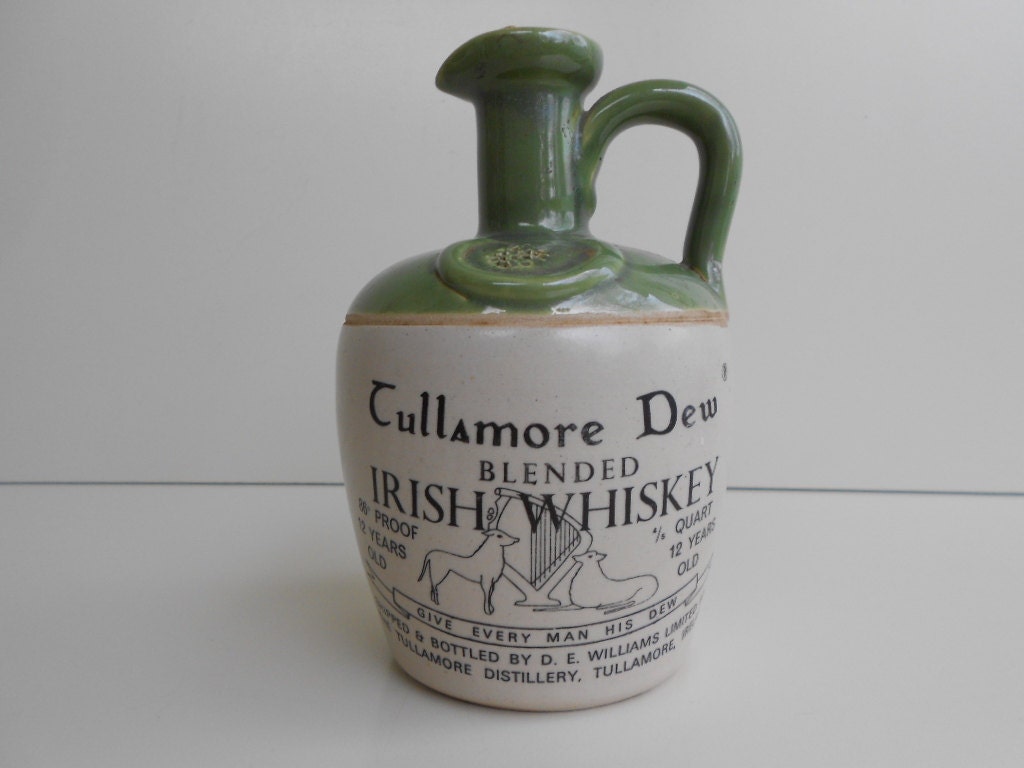 Tullamore Dew ®
BLENDED
IRISH WHISKEY
86° PROOF
12 YEARS
OLD
4/5 QUART
12 YEARS
OLD
GIVE EVERY MAN HIS DEW
& BOTTLED BY D. E. WILLIAMS LIMITED
TULLAMORE DISTILLERY, TULLAMORE,